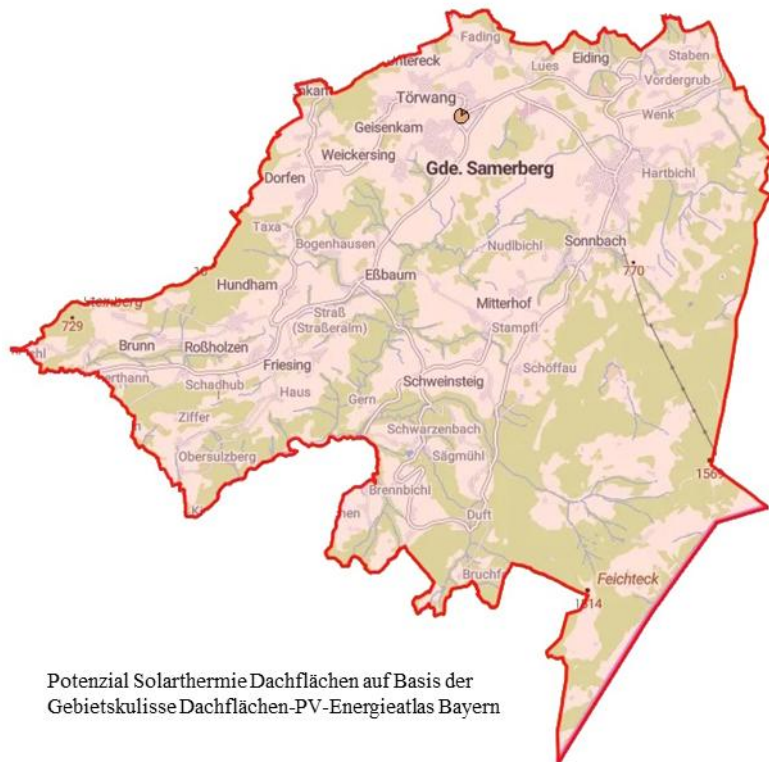 Fading
Staben
Lues
Eiding
Vordergrub
Törwang
Wenk
Geisenkam
Weickersing
Gde. Samerberg
Hartbichl
Dorfen
Taxa
Bogenhausen
Nudlbichl
Sonnbach
770
Hundham
Eßbaum
Mitterhof
Straß
(Straßeralm)
Stampfl
729
Brunn
Roßholzen
Friesing
Schöffau
Schadhub
Haus
Schweinsteig
Gern
Ziffer
Schwarzenbach
Obersulzberg
Sägmühl
1569
Brennbichl
Duft
Feichteck
1514
Potenzial Solarthermie Dachflächen auf Basis der
Gebietskulisse Dachflächen-PV-Energieatlas Bayern